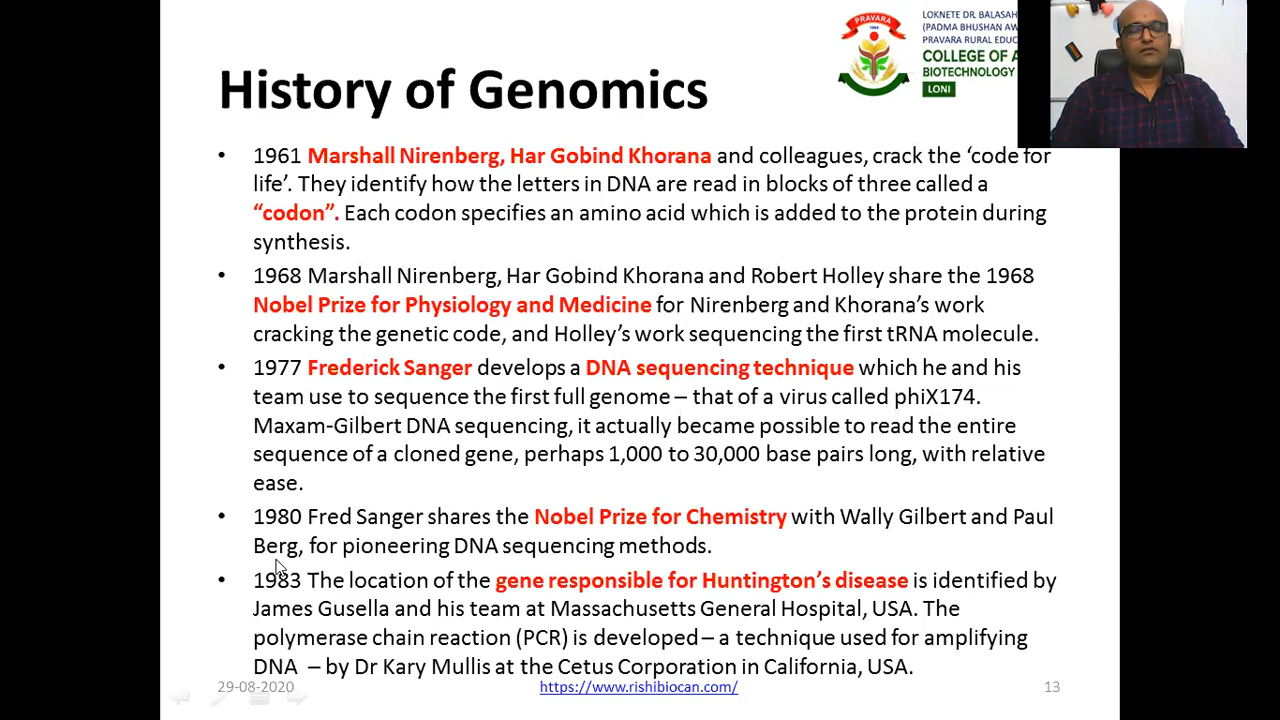 PRAVARA
LOKNETE DR. BALASAH
(PADMA BHUSHAN AW
PRAVARA RURAL EDUC
COLLEGE OF A
BIOTECHNOLOGY
LONI
History of Genomics
• 1961 Marshall Nirenberg, Har Gobind Khorana and colleagues, crack the ‘code for
life’. They identify how the letters in DNA are read in blocks of three called a
“codon”. Each codon specifies an amino acid which is added to the protein during
synthesis.
• 1968 Marshall Nirenberg, Har Gobind Khorana and Robert Holley share the 1968
Nobel Prize for Physiology and Medicine for Nirenberg and Khorana’s work
cracking the genetic code, and Holley’s work sequencing the first tRNA molecule.
• 1977 Frederick Sanger develops a DNA sequencing technique which he and his
team use to sequence the first full genome – that of a virus called phiX174.
Maxam-Gilbert DNA sequencing, it actually became possible to read the entire
sequence of a cloned gene, perhaps 1,000 to 30,000 base pairs long, with relative
ease.
• 1980 Fred Sanger shares the Nobel Prize for Chemistry with Wally Gilbert and Paul
Berg, for pioneering DNA sequencing methods.
• 1983 The location of the gene responsible for Huntington’s disease is identified by
James Gusella and his team at Massachusetts General Hospital, USA. The
polymerase chain reaction (PCR) is developed – a technique used for amplifying
DNA – by Dr Kary Mullis at the Cetus Corporation in California, USA.
29-08-2020
https://www.rishibiocan.com/
13